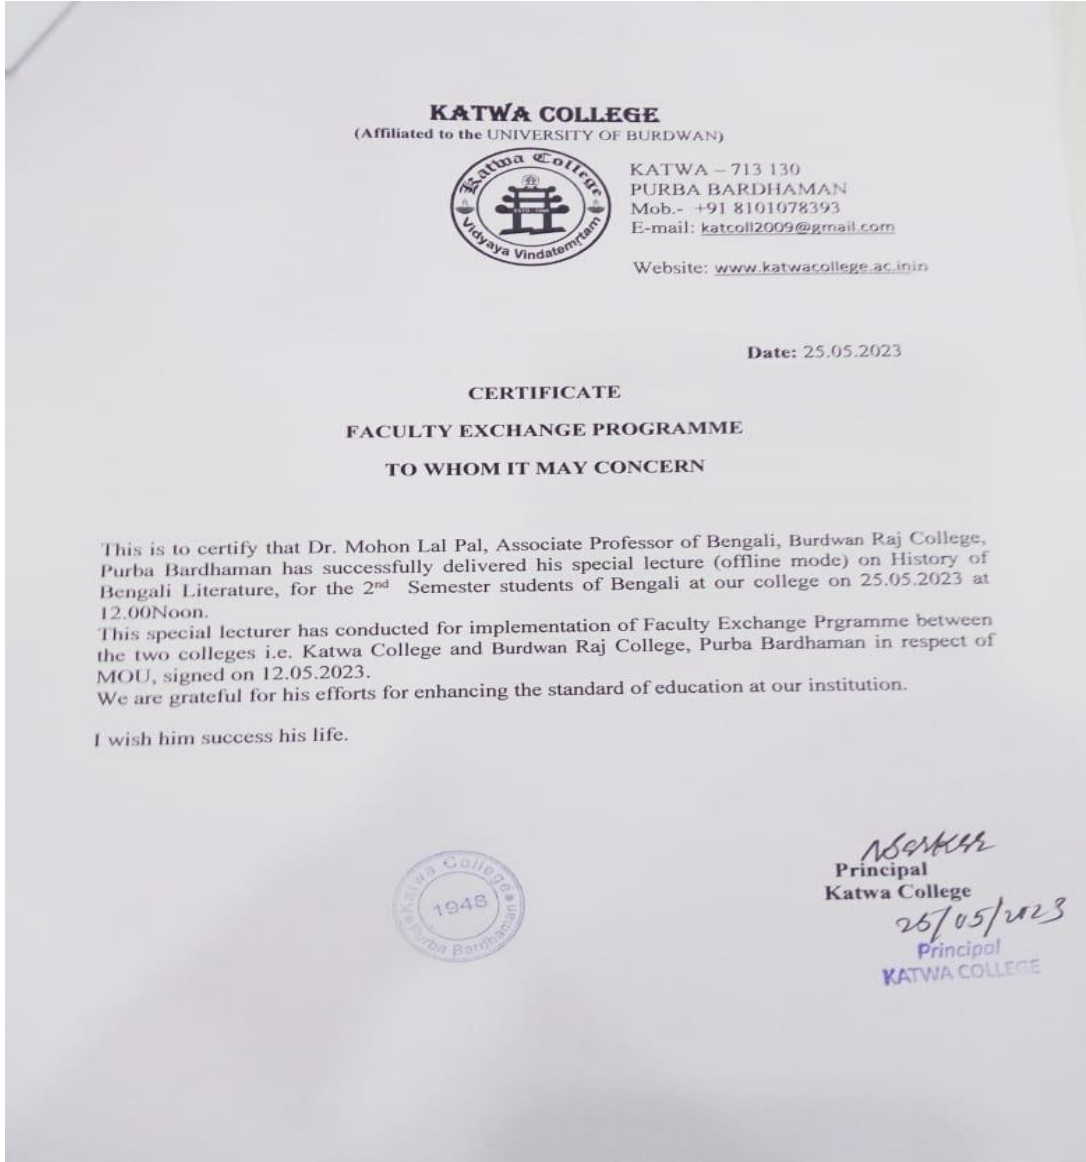 KATWA COLLEGE
(Affiliated to the UNIVERSITY OF BURDWAN)
Katwa College
Vidyaya Vindatemrtam
KATWA – 713 130
PURBA BARDHAMAN
Mob.- +91 8101078393
E-mail: katcoll2009@gmail.com
Website: www.katwacollege.ac.inin
Date: 25.05.2023
CERTIFICATE
FACULTY EXCHANGE PROGRAMME
TO WHOM IT MAY CONCERN
This is to certify that Dr. Mohon Lal Pal, Associate Professor of Bengali, Burdwan Raj College,
Purba Bardhaman has successfully delivered his special lecture (offline mode) on History of
Bengali Literature, for the 2nd Semester students of Bengali at our college on 25.05.2023 at
12.00Noon.
This special lecturer has conducted for implementation of Faculty Exchange Prgramme between
the two colleges i.e. Katwa College and Burdwan Raj College, Purba Bardhaman in respect of
MOU, signed on 12.05.2023.
We are grateful for his efforts for enhancing the standard of education at our institution.
I wish him success his life.
Katwa College
1948
Purba Bardhaman
NSarkar
Principal
Katwa College
25/05/2023
Principal
KATWA COLLEGE